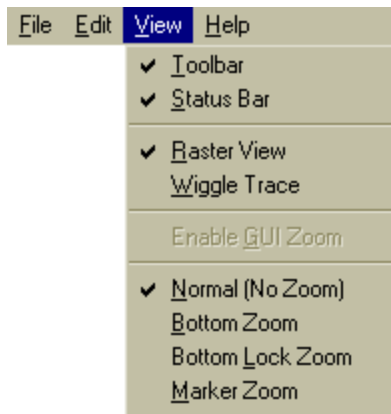 File Edit View Help
Toolbar
Status Bar
Raster View
Wiggle Trace
Enable GUI Zoom
Normal (No Zoom)
Bottom Zoom
Bottom Lock Zoom
Marker Zoom